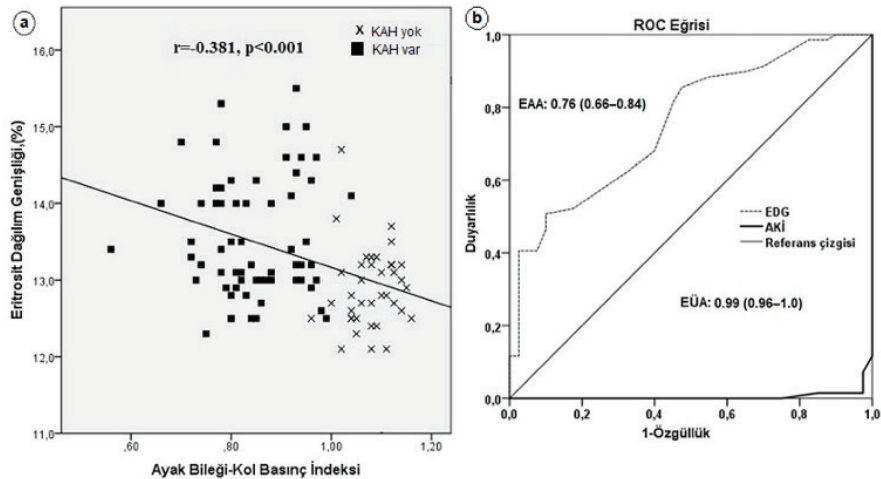 a
r=-0.381, p<0.001
X KAH yok
■ KAH var
Eritrosit Dağılım Genişliği,(%)
16,0
15,0
14,0
13,0
12,0
11,0
,60
,80
1,00
1,20
Ayak Bileği-Kol Basınç İndeksi
b
ROC Eğrisi
EAA: 0.76 (0.66–0.84)
EDG
AKİ
Referans çizgisi
EÜA: 0.99 (0.96–1.0)
Duyarlılık
1,0
0,8
0,6
0,4
0,2
0,0
0,0
0,2
0,4
0,6
0,8
1,0
1-Özgüllük